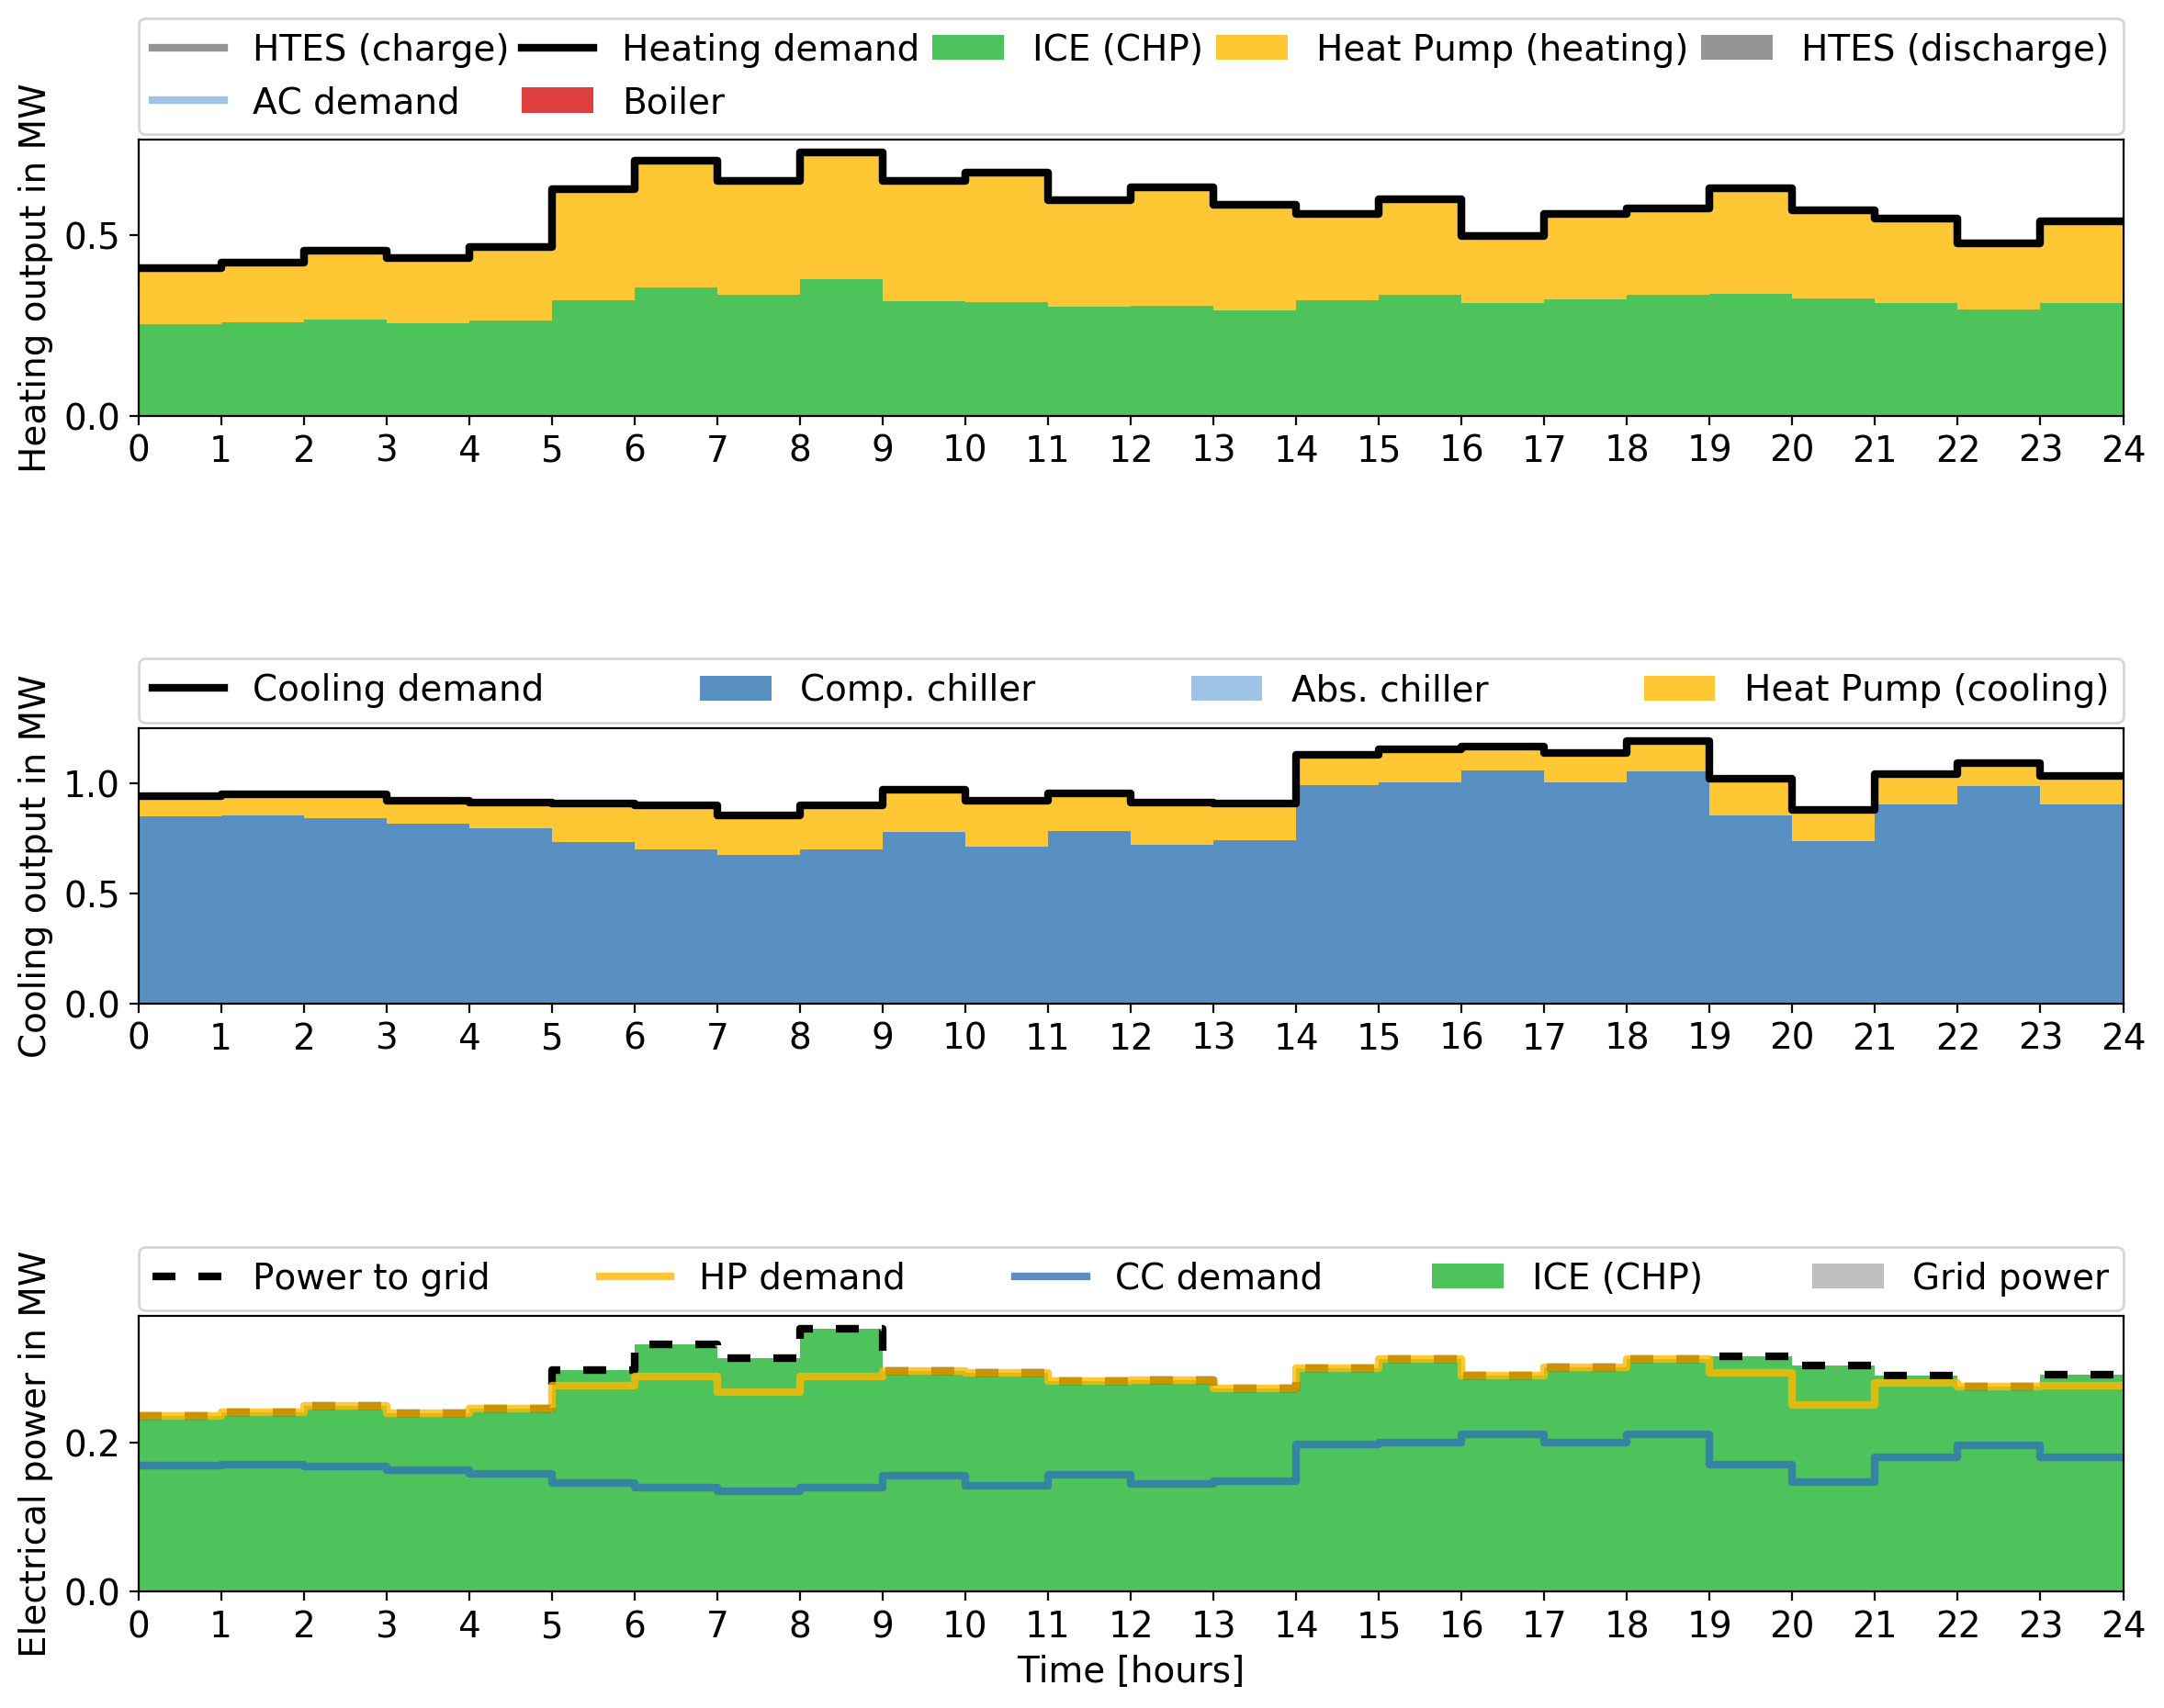 HTES (charge) Heating demand ICE (CHP) Heat Pump (heating) HTES (discharge)
AC demand Boiler
Heating output in MW
0.5
0.0
0 1 2 3 4 5 6 7 8 9 10 11 12 13 14 15 16 17 18 19 20 21 22 23 24
Cooling demand Comp. chiller Abs. chiller Heat Pump (cooling)
Cooling output in MW
1.0
0.5
0.0
0 1 2 3 4 5 6 7 8 9 10 11 12 13 14 15 16 17 18 19 20 21 22 23 24
Power to grid HP demand CC demand ICE (CHP) Grid power
Electrical power in MW
0.2
0.0
0 1 2 3 4 5 6 7 8 9 10 11 12 13 14 15 16 17 18 19 20 21 22 23 24
Time [hours]